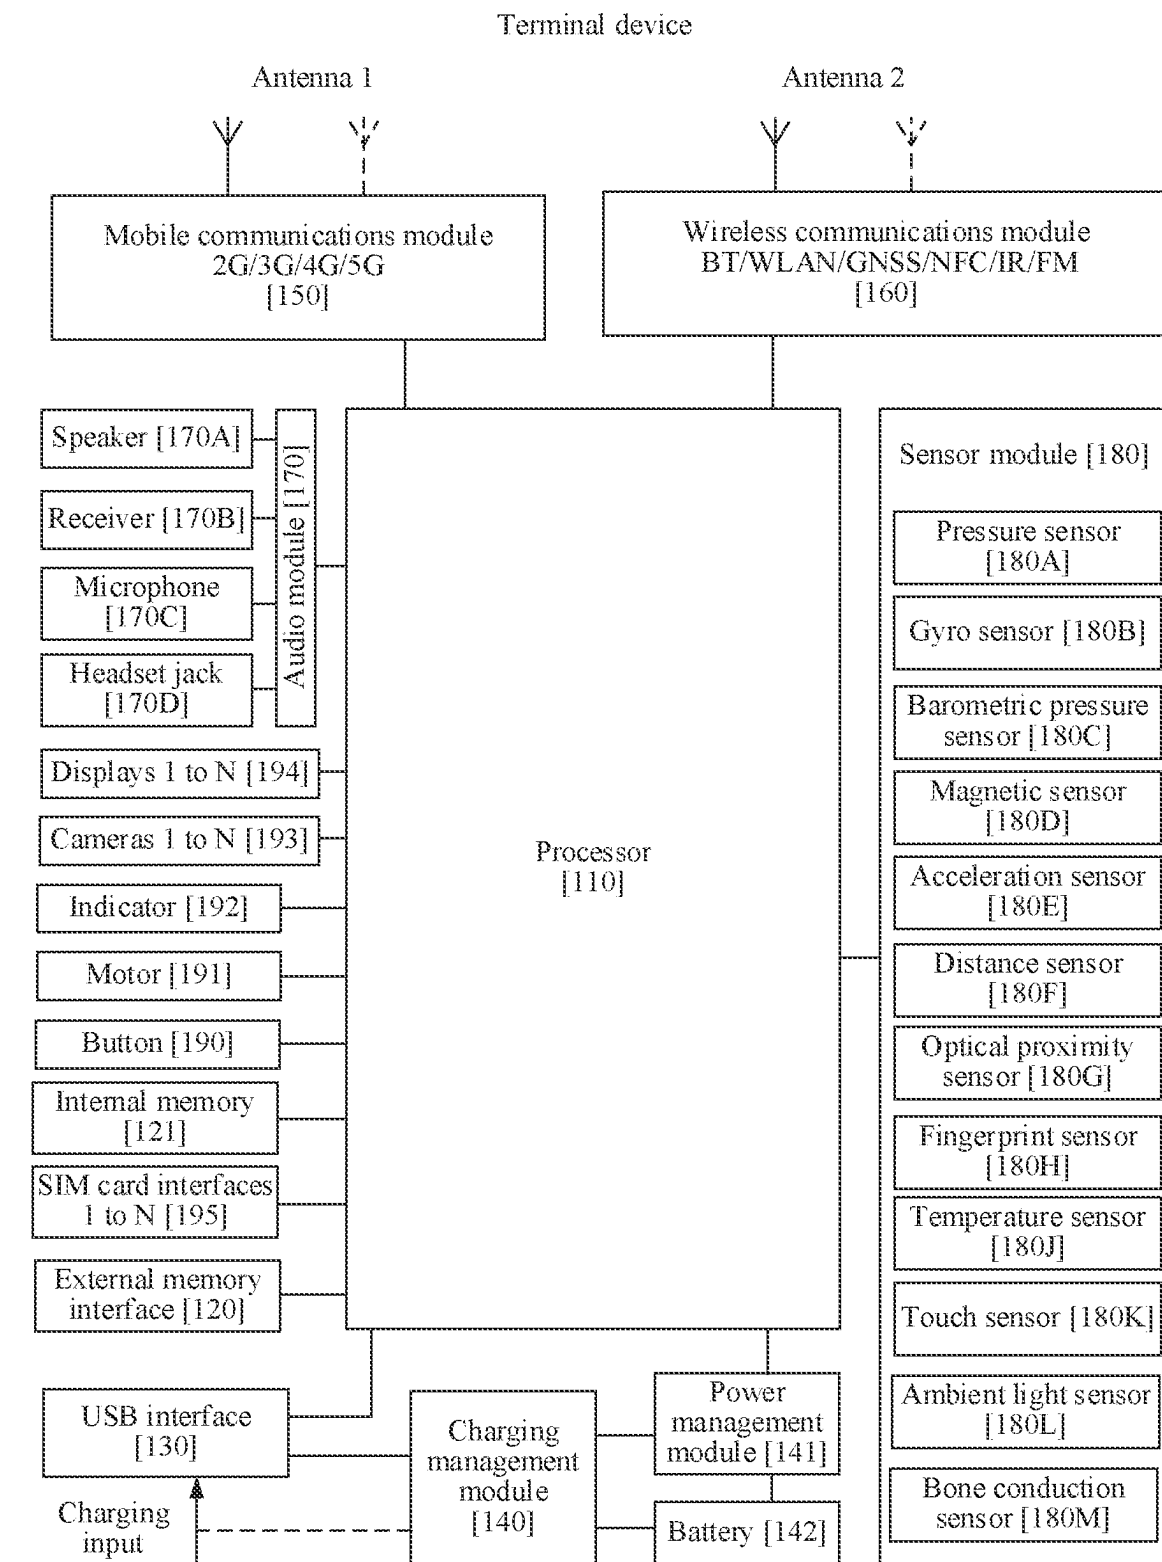 Terminal device
Antenna 1
Antenna 2
Mobile communications module
2G/3G/4G/5G
[150]
Wireless communications module
BT/WLAN/GNSS/NFC/IR/FM
[160]
Speaker [170A]
Receiver [170B]
Microphone
[170C]
Headset jack
[170D]
Audio module [170]
Displays 1 to N [194]
Cameras 1 to N [193]
Indicator [192]
Motor [191]
Button [190]
Internal memory
[121]
SIM card interfaces
1 to N [195]
External memory
interface [120]
Processor
[110]
Sensor module [180]
Pressure sensor
[180A]
Gyro sensor [180B]
Barometric pressure
sensor [180C]
Magnetic sensor
[180D]
Acceleration sensor
[180E]
Distance sensor
[180F]
Optical proximity
sensor [180G]
Fingerprint sensor
[180H]
Temperature sensor
[180J]
Touch sensor [180K]
Ambient light sensor
[180L]
Bone conduction
sensor [180M]
USB interface
[130]
Charging
input
Charging
management
module
[140]
Power
management
module [141]
Battery [142]